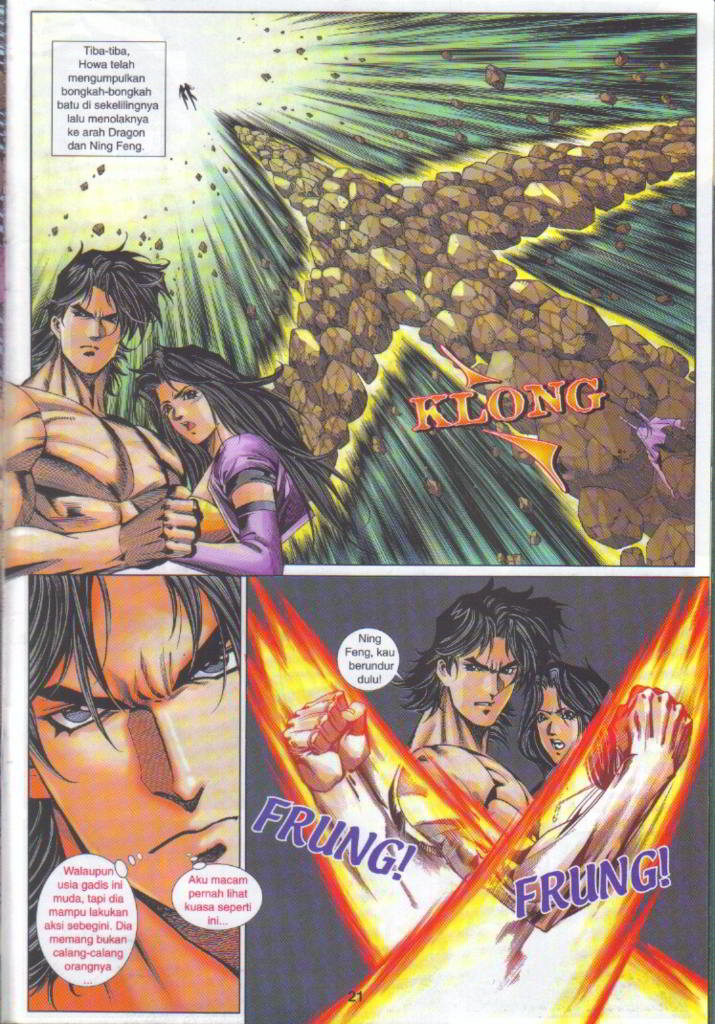 Tiba-tiba,
Howa telah
mengumpulkan
bongkah-bongkah
batu di sekelilingnya
lalu menolaknya
ke arah Dragon
dan Ning Feng.
KLONG
Walaupun
usia gadis ini
muda, tapi dia
mampu lakukan
aksi sebegini. Dia
memang bukan
calang-calang
orangnya
...
Aku macam
pernah lihat
kuasa seperti
ini...
Ning
Feng, kau
berundur
dulu!
FRUNG!
FRUNG!
21